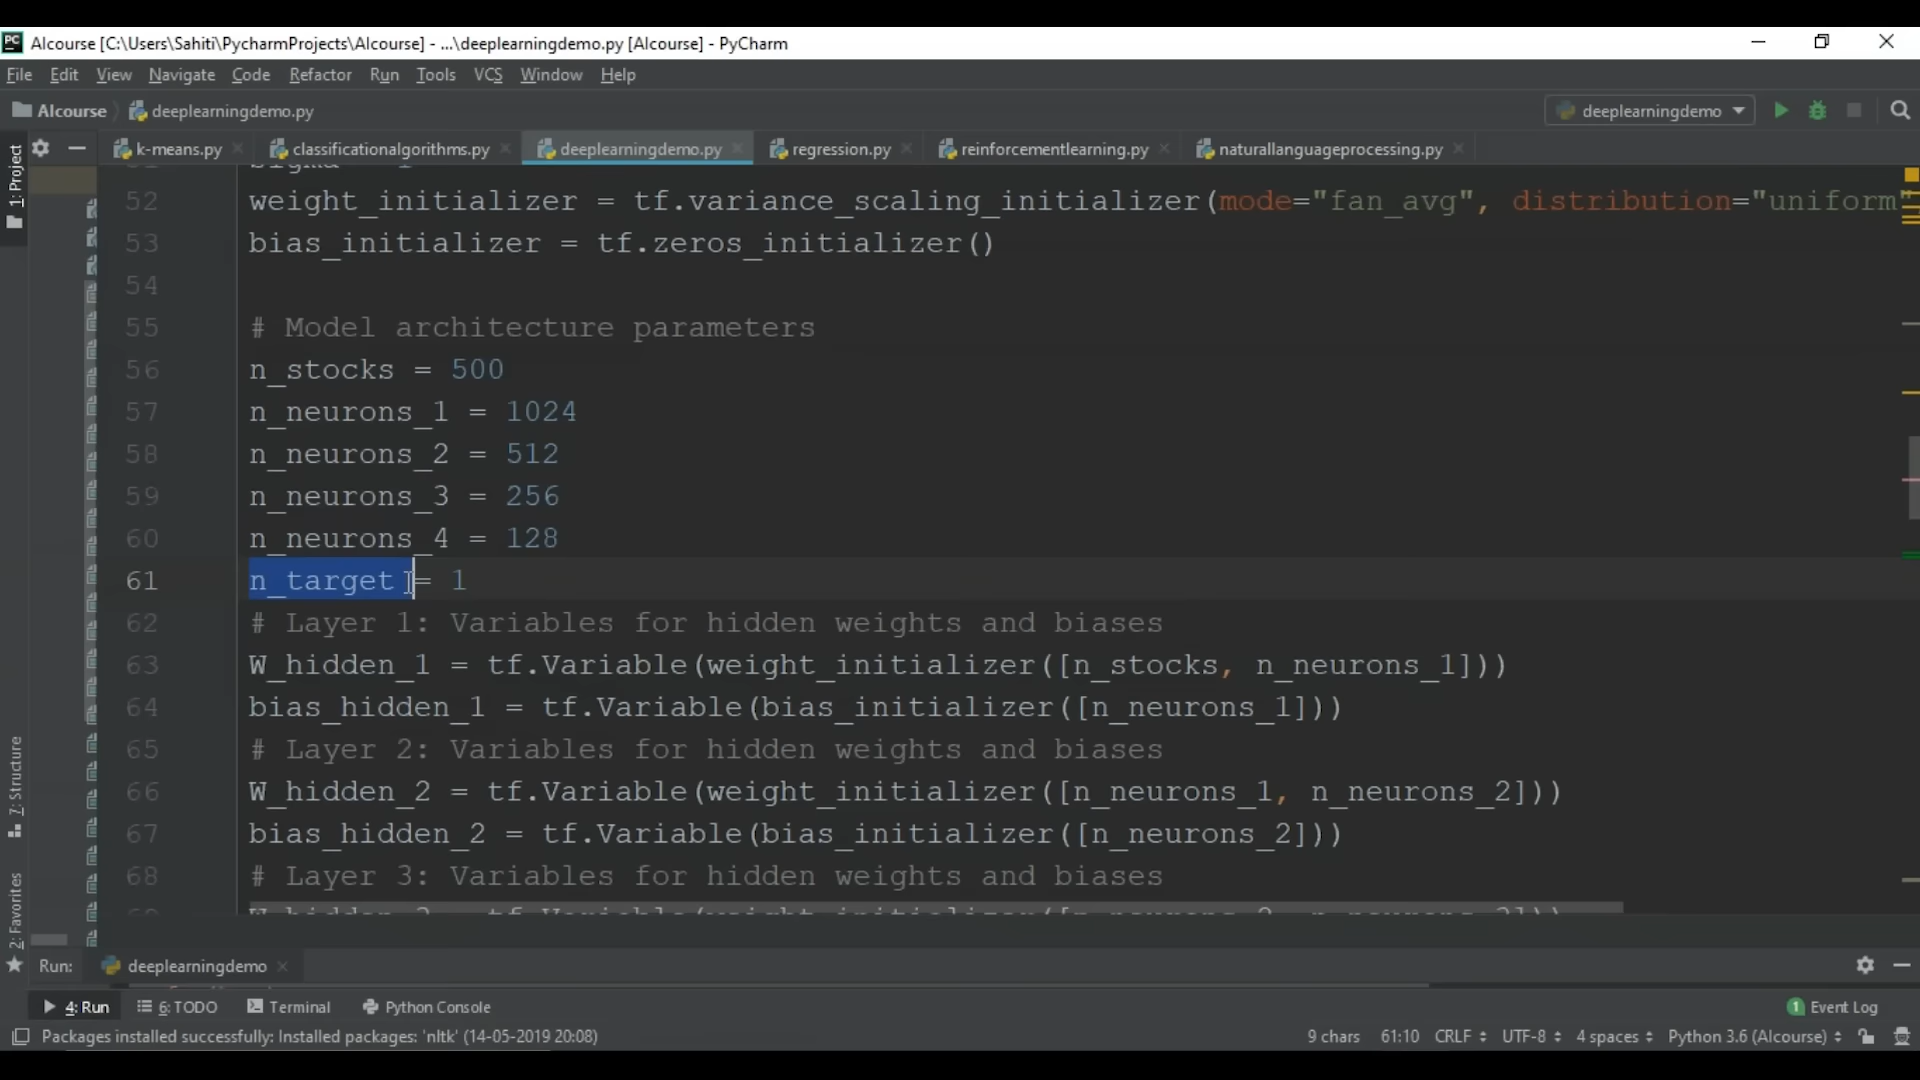 PC AIcourse [C:\Users\Sahiti\PycharmProjects\AIcourse] - ...\deeplearningdemo.py [AIcourse] - PyCharm
File Edit View Navigate Code Refactor Run Tools VCS Window Help
AIcourse deeplearningdemo.py deeplearningdemo
1: Project
k-means.py classificationalgorithms.py deeplearningdemo.py regression.py reinforcementlearning.py naturallanguageprocessing.py
52 weight_initializer = tf.variance_scaling_initializer(mode="fan_avg", distribution="uniform"
53 bias_initializer = tf.zeros_initializer()
54
55 # Model architecture parameters
56 n_stocks = 500
57 n_neurons_1 = 1024
58 n_neurons_2 = 512
59 n_neurons_3 = 256
60 n_neurons_4 = 128
61 n_target = 1
62 # Layer 1: Variables for hidden weights and biases
63 W_hidden_1 = tf.Variable(weight_initializer([n_stocks, n_neurons_1]))
64 bias_hidden_1 = tf.Variable(bias_initializer([n_neurons_1]))
65 # Layer 2: Variables for hidden weights and biases
66 W_hidden_2 = tf.Variable(weight_initializer([n_neurons_1, n_neurons_2]))
67 bias_hidden_2 = tf.Variable(bias_initializer([n_neurons_2]))
68 # Layer 3: Variables for hidden weights and biases
7: Structure
2: Favorites
Run: deeplearningdemo
4: Run 6: TODO Terminal Python Console 1 Event Log
Packages installed successfully: Installed packages: 'nltk' (14-05-2019 20:08) 9 chars 61:10 CRLF UTF-8 4 spaces Python 3.6 (AIcourse)